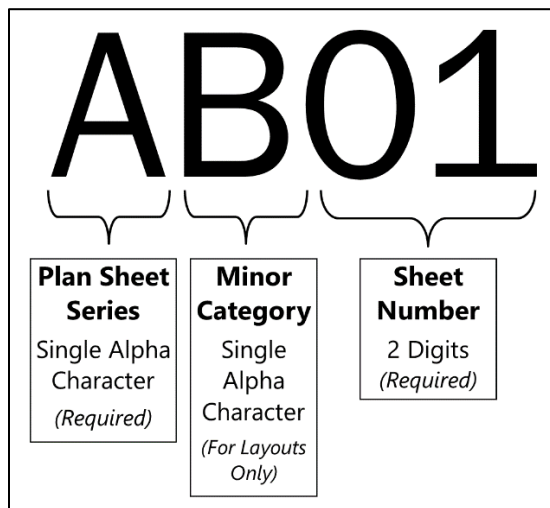 AB01
Plan Sheet
Series
Single Alpha
Character
(Required)
Minor
Category
Single
Alpha
Character
(For Layouts
Only)
Sheet
Number
2 Digits
(Required)